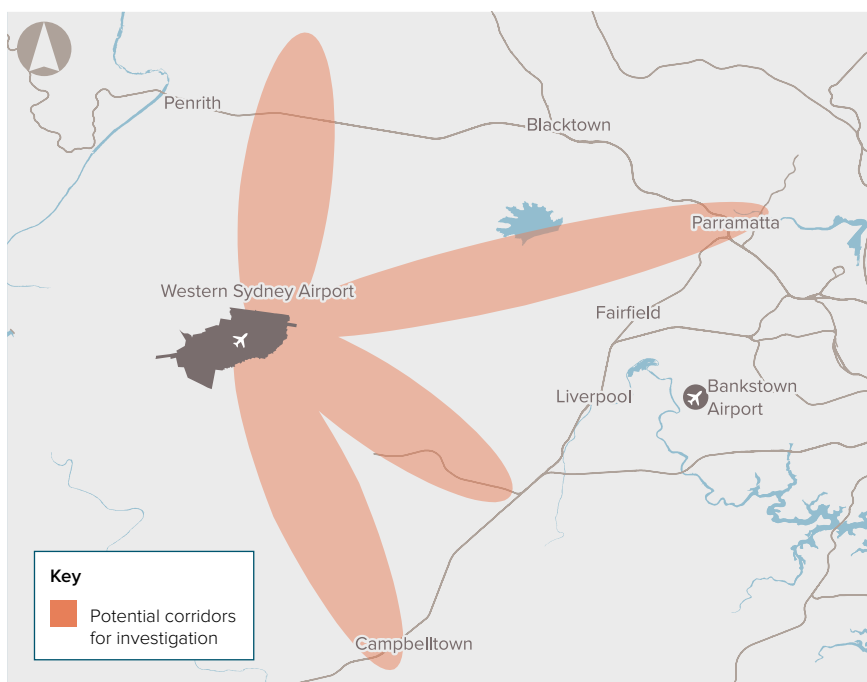 Penrith
Blacktown
Parramatta
Western Sydney Airport
Fairfield
Liverpool
Bankstown
Airport
Campbelltown
Key
Potential corridors
for investigation